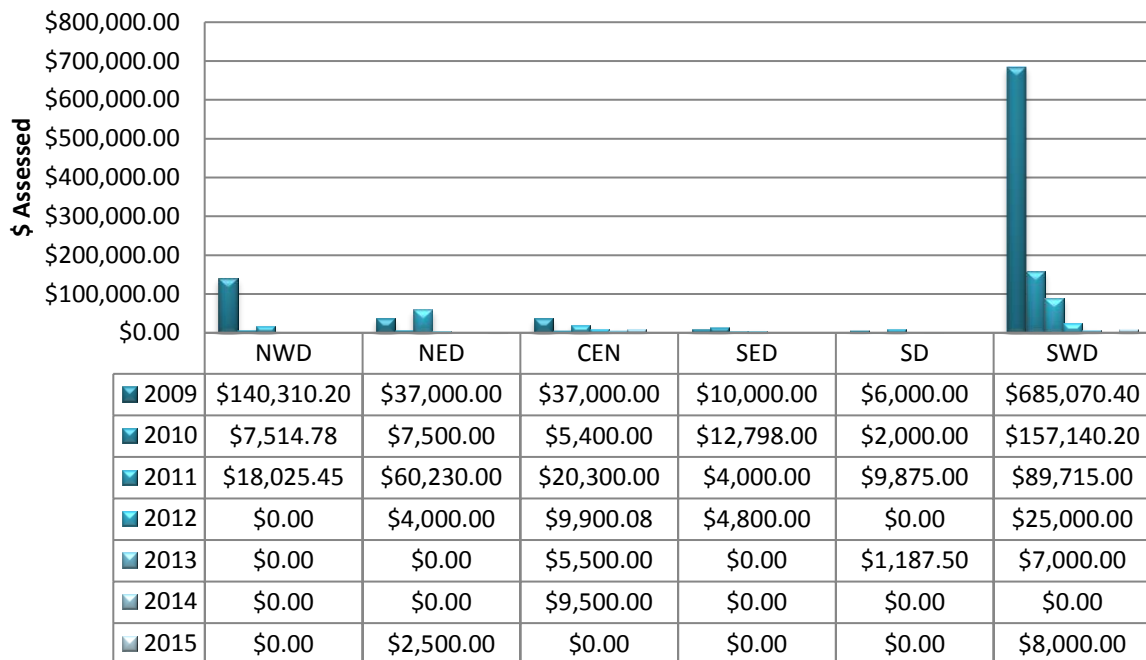 $ Assessed
$800,000.00
$700,000.00
$600,000.00
$500,000.00
$400,000.00
$300,000.00
$200,000.00
$100,000.00
$0.00
NWD NED CEN SED SD SWD
2009 $140,310.20 $37,000.00 $37,000.00 $10,000.00 $6,000.00 $685,070.40
2010 $7,514.78 $7,500.00 $5,400.00 $12,798.00 $2,000.00 $157,140.20
2011 $18,025.45 $60,230.00 $20,300.00 $4,000.00 $9,875.00 $89,715.00
2012 $0.00 $4,000.00 $9,900.08 $4,800.00 $0.00 $25,000.00
2013 $0.00 $0.00 $5,500.00 $0.00 $1,187.50 $7,000.00
2014 $0.00 $0.00 $9,500.00 $0.00 $0.00 $0.00
2015 $0.00 $2,500.00 $0.00 $0.00 $0.00 $8,000.00